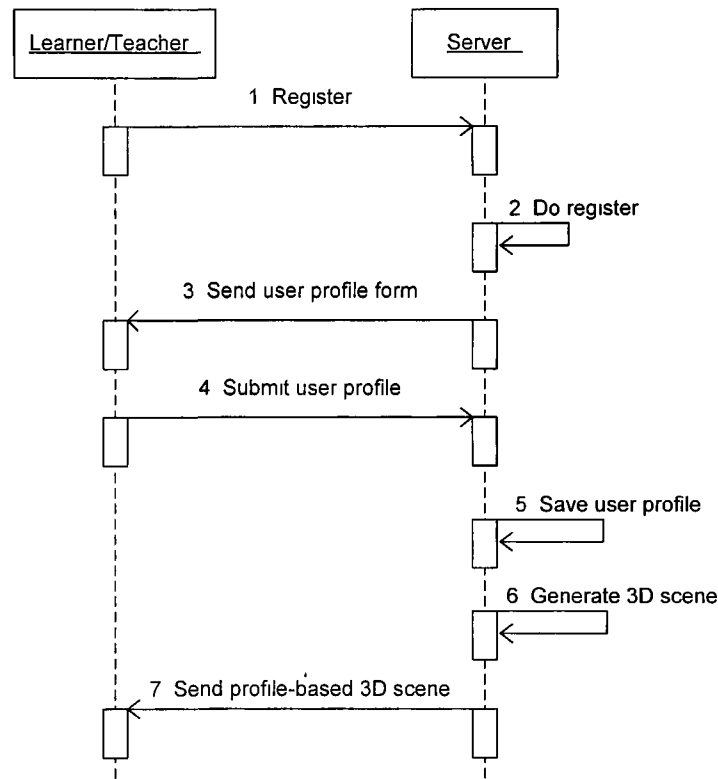 Learner/Teacher
Server
1 Register
2 Do register
3 Send user profile form
4 Submit user profile
5 Save user profile
6 Generate 3D scene
7 Send profile-based 3D scene